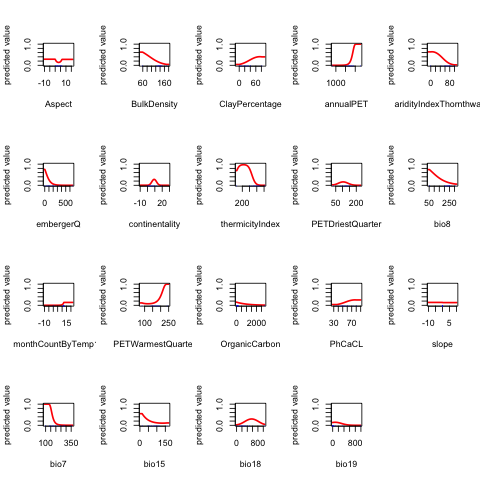 predicted value 0.0 1.0 -10 10 Aspect
predicted value 0.0 1.0 60 160 BulkDensity
predicted value 0.0 1.0 0 60 ClayPercentage
predicted value 0.0 1.0 1000 annualPET
predicted value 0.0 1.0 0 80 aridityIndexThornthwa
predicted value 0.0 1.0 0 500 embergerQ
predicted value 0.0 1.0 -10 20 continentality
predicted value 0.0 1.0 200 thermicityIndex
predicted value 0.0 1.0 50 200 PETDriestQuarter
predicted value 0.0 1.0 50 250 bio8
predicted value 0.0 1.0 -10 15 monthCountByTemp1
predicted value 0.0 1.0 100 250 PETWarmestQuarte
predicted value 0.0 1.0 0 2000 OrganicCarbon
predicted value 0.0 1.0 30 70 PhCaCL
predicted value 0.0 1.0 -10 5 slope
predicted value 0.0 1.0 100 350 bio7
predicted value 0.0 1.0 0 150 bio15
predicted value 0.0 1.0 0 800 bio18
predicted value 0.0 1.0 0 800 bio19